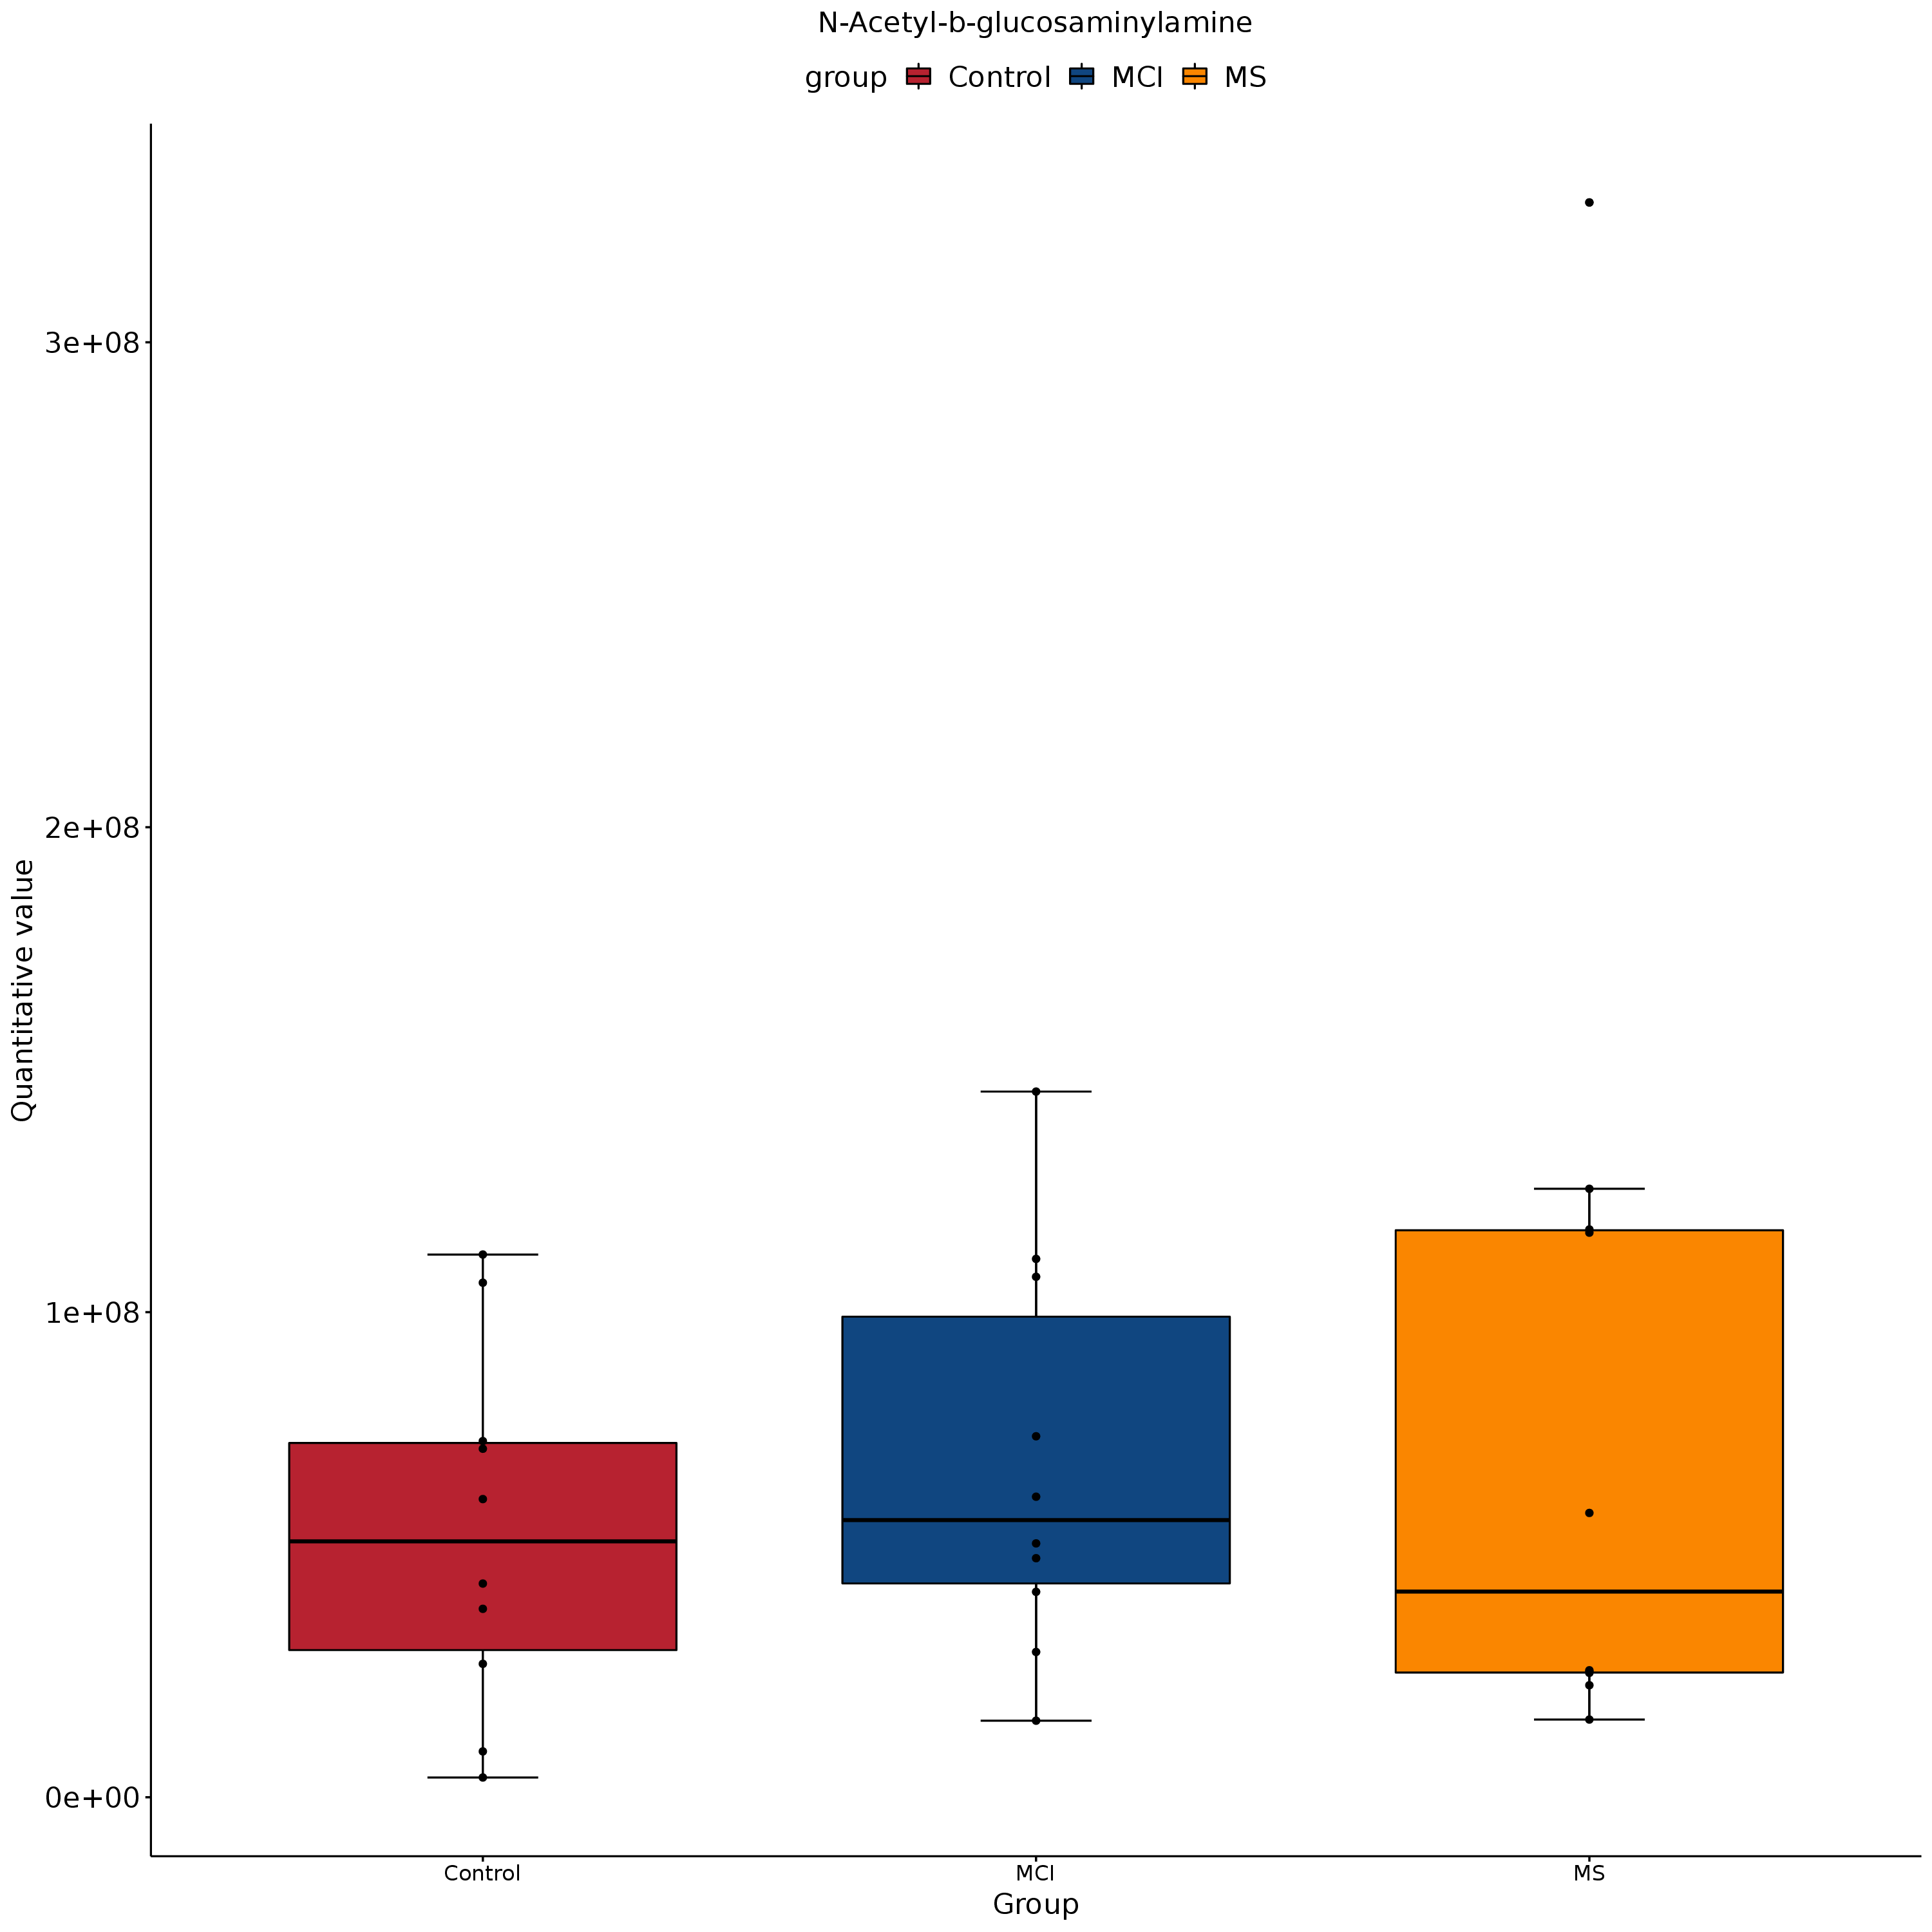 N-Acetyl-b-glucosaminylamine
group Control MCI MS
Quantitative value
3e+08
2e+08
1e+08
0e+00
Control MCI MS
Group